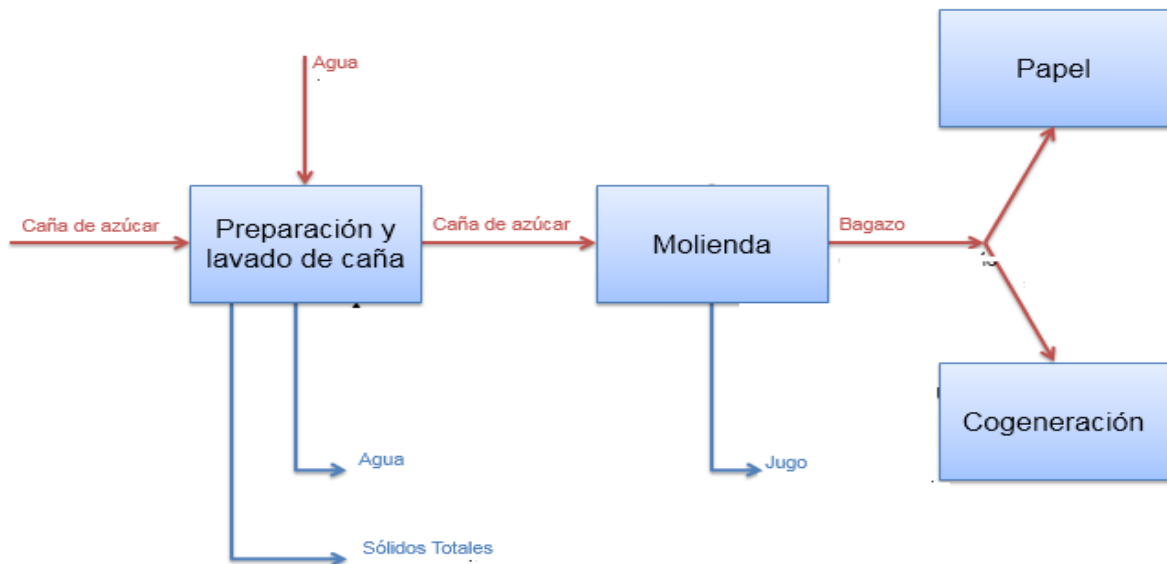 Agua
Papel
Caña de azúcar
Preparación y
lavado de caña
Caña de azúcar
Molienda
Bagazo
Cogeneración
Agua
Jugo
Sólidos Totales